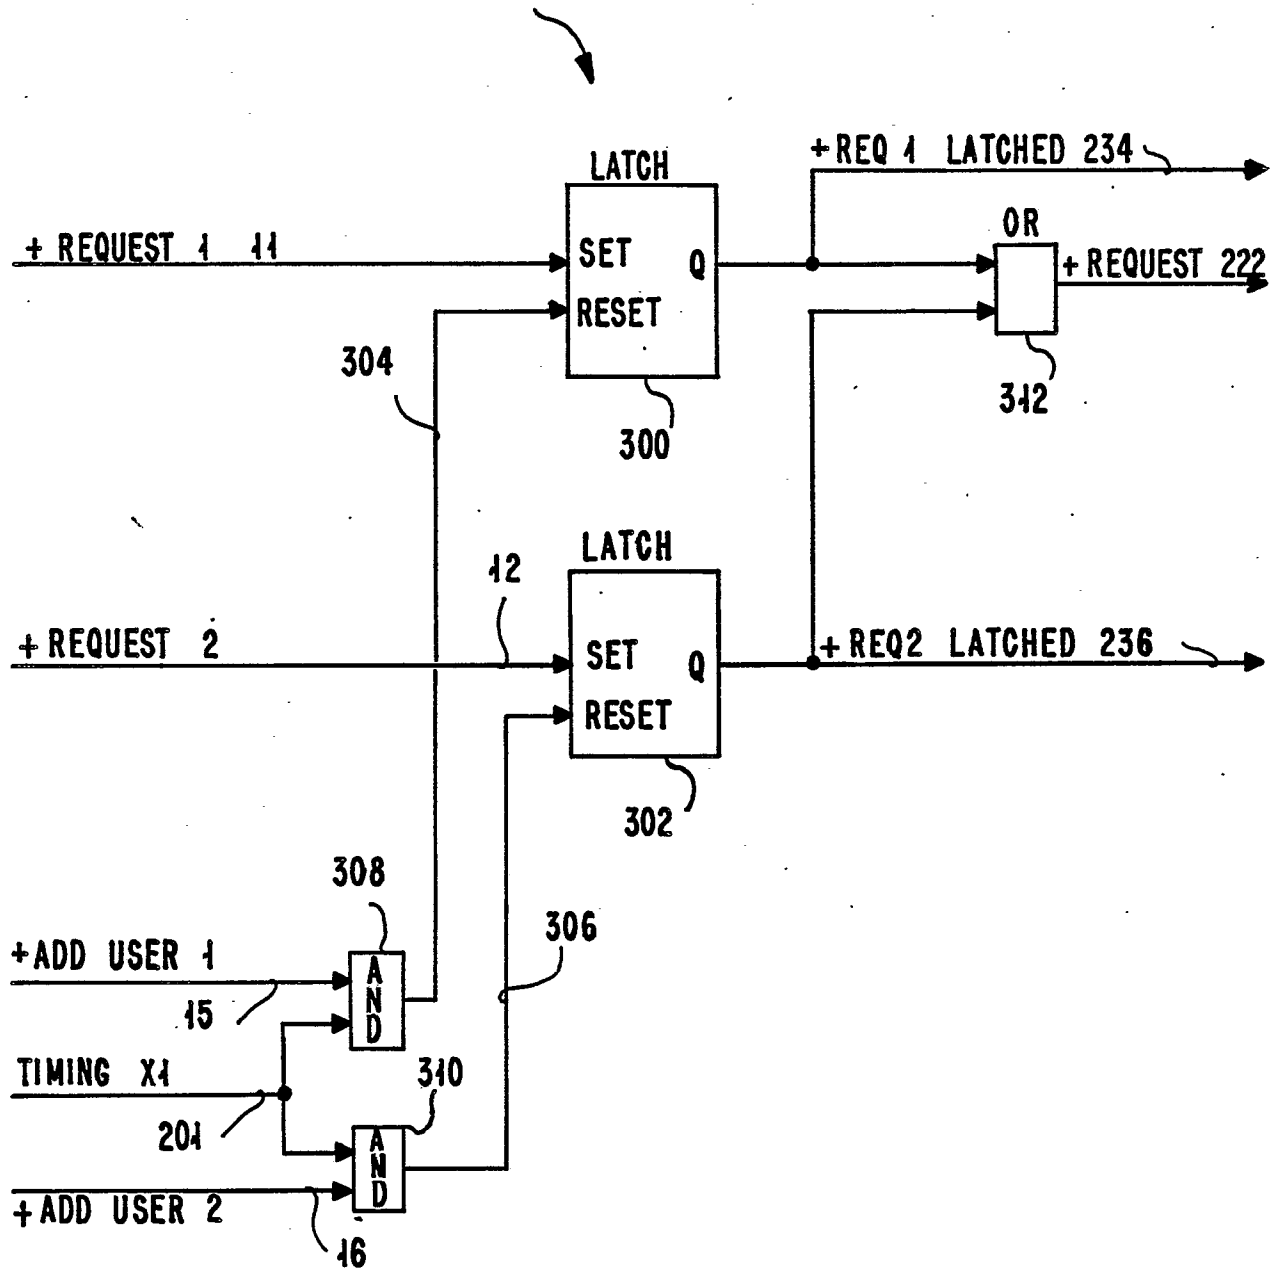 +REQ 1 LATCHED 234
LATCH
OR
+ REQUEST 1 11
SET Q
+ REQUEST 222
RESET
304
312
300
LATCH
12
+ REQUEST 2
SET Q
+REQ2 LATCHED 236
RESET
302
308
306
+ADD USER 1
AND
15
TIMING X1
310
201
AND
+ADD USER 2
16